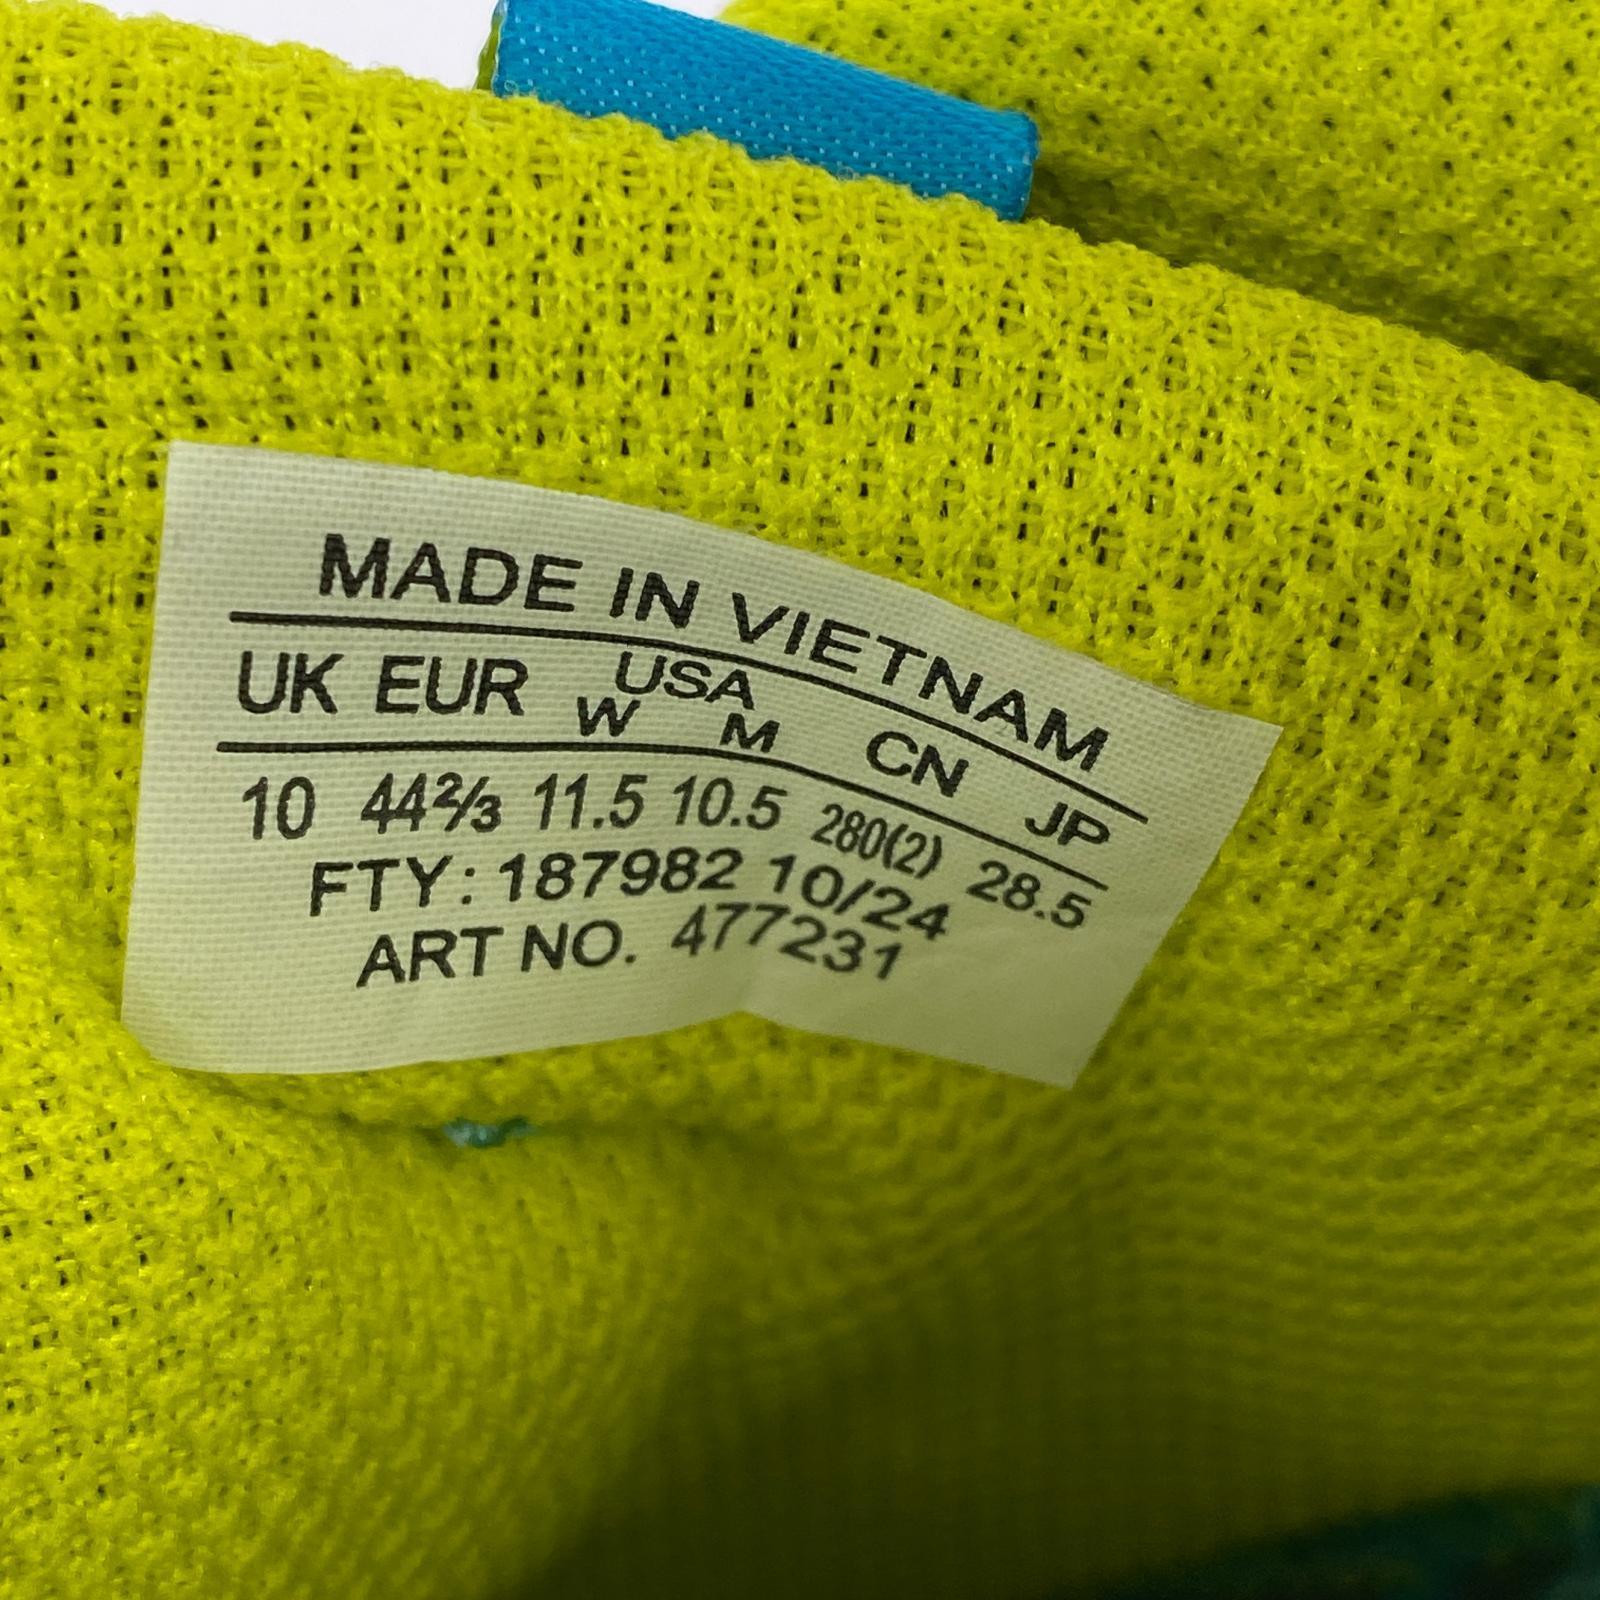 MADE IN VIETNAM
UK EUR USA CN JP
W M
10 44⅔ 11.5 10.5 280(2) 28.5
FTY: 187982 10/24
ART NO. 477231